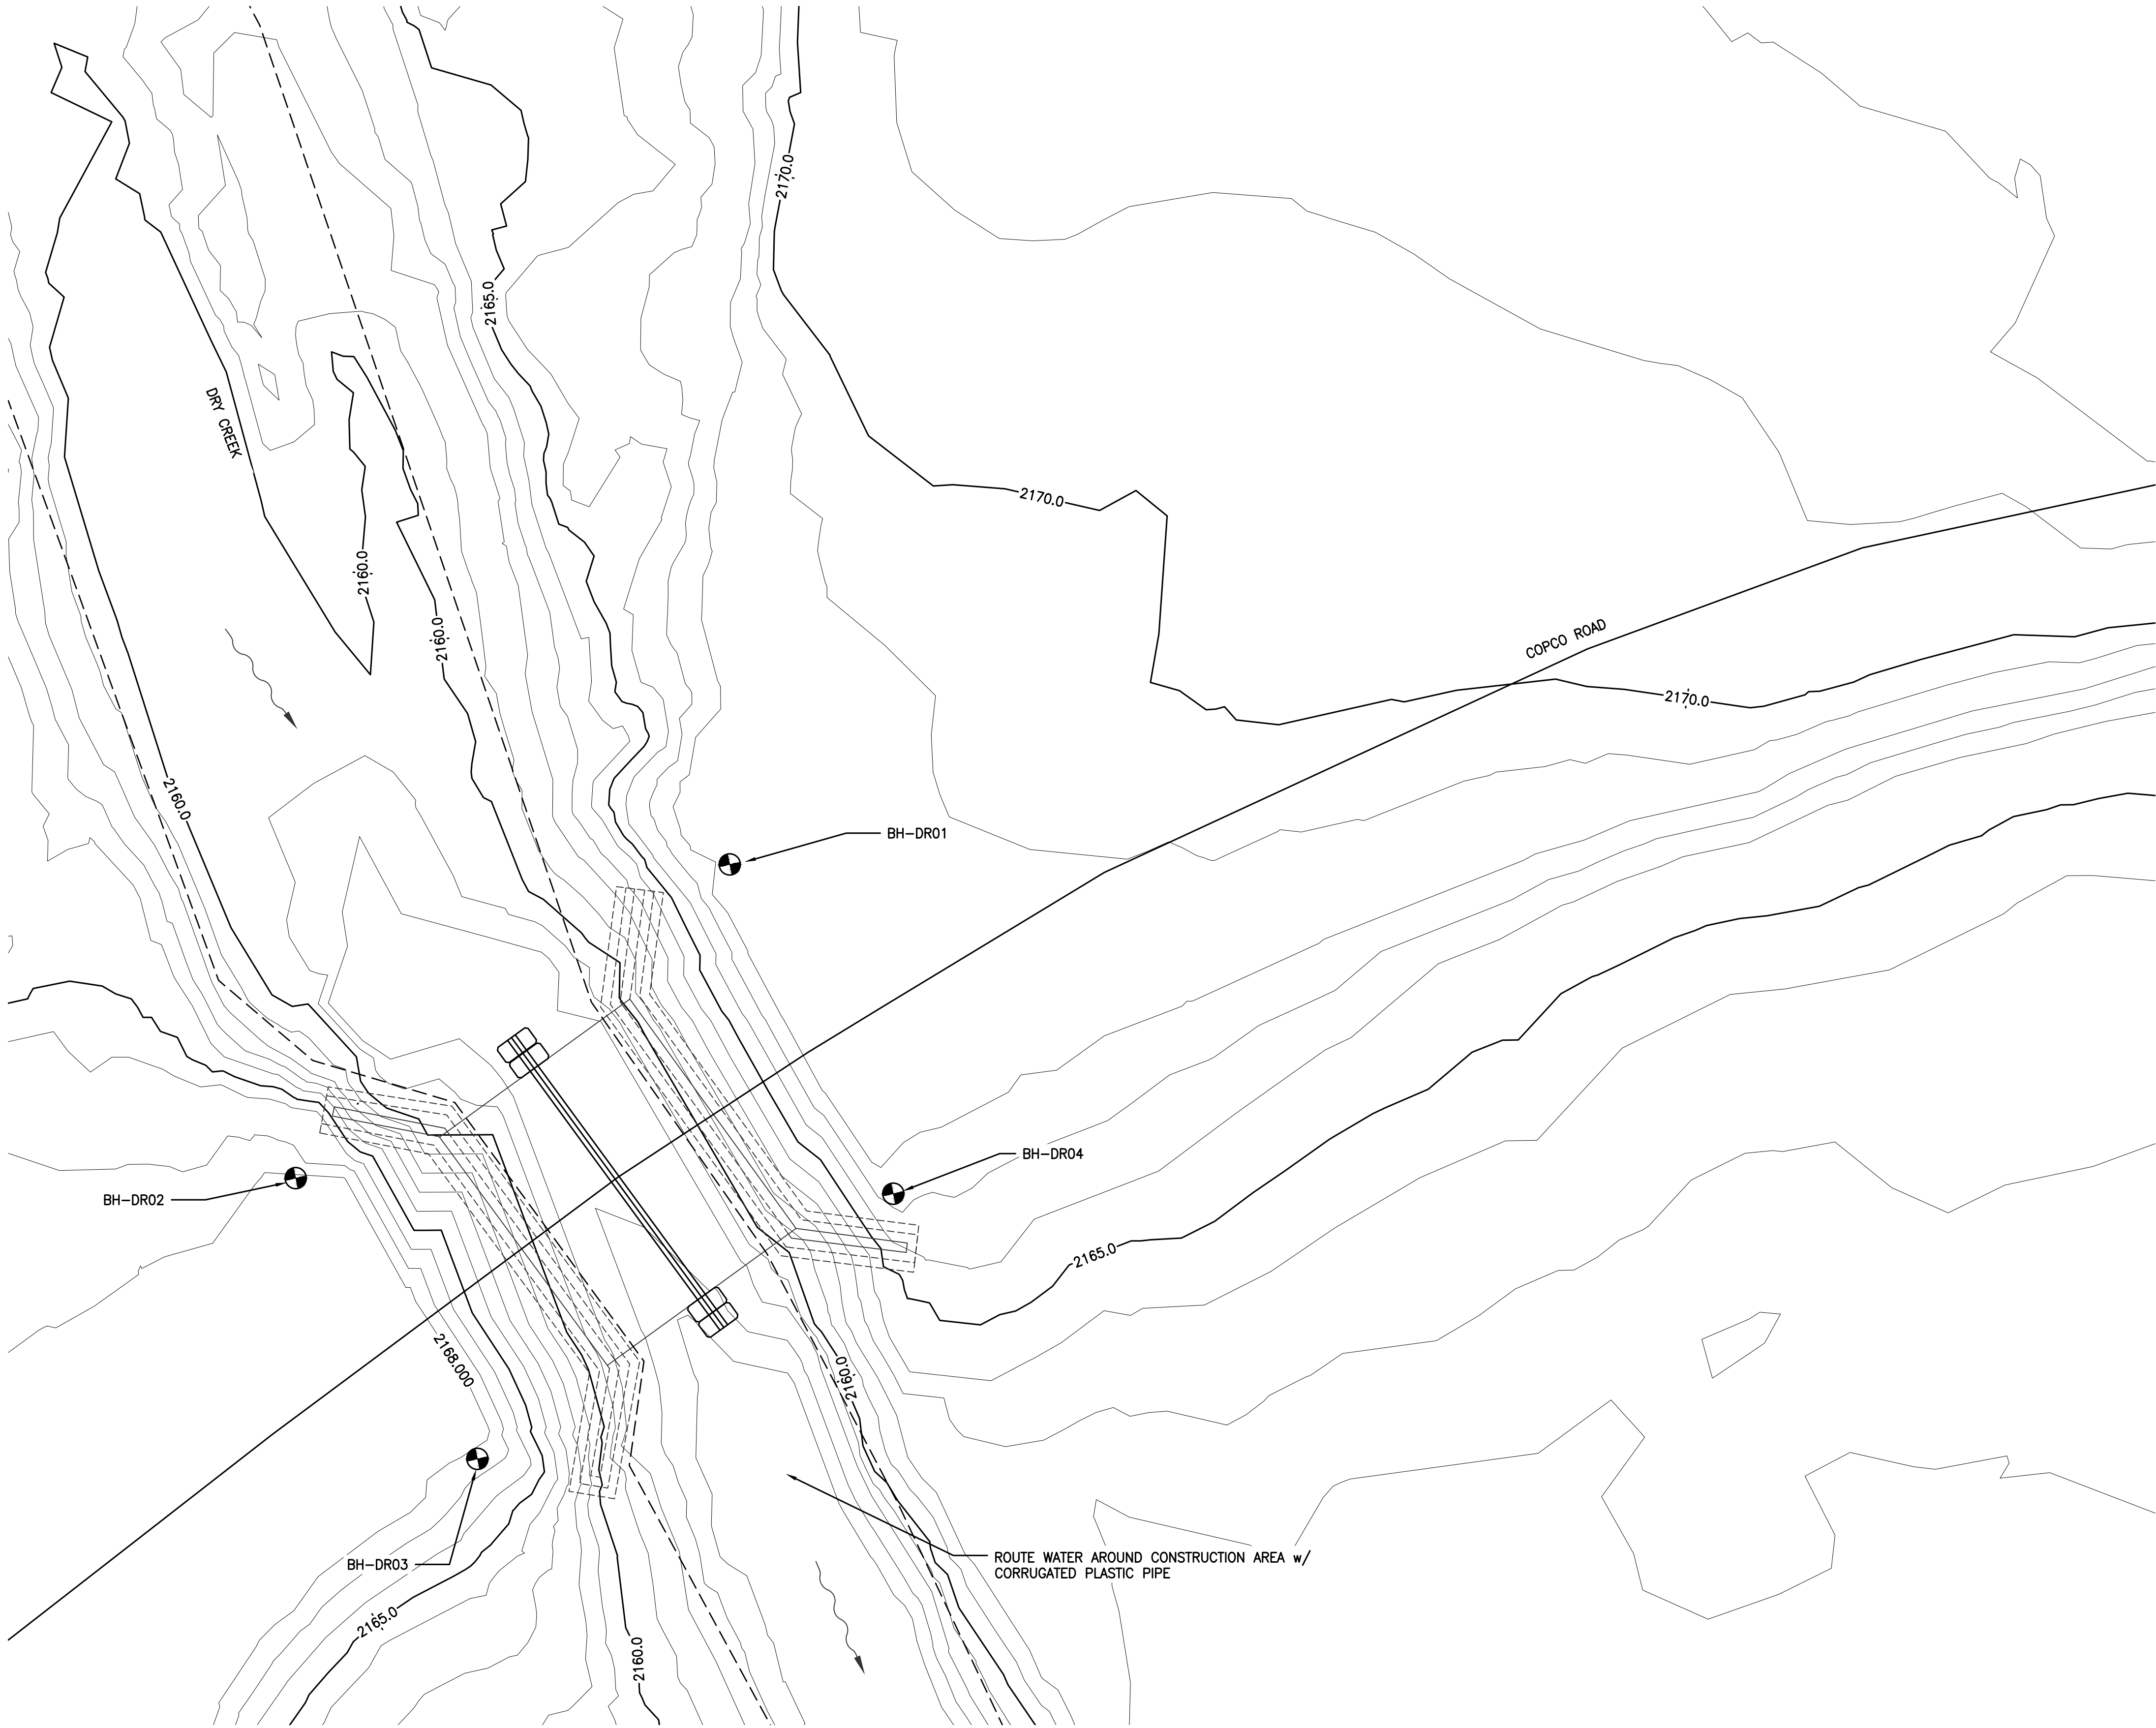 2170.0
2165.0
DRY CREEK
2170.0
2160.0
2160.0
COPCO ROAD
2170.0
2160.0
BH-DR01
BH-DR04
BH-DR02
2165.0
2168.000
2160.0
BH-DR03
ROUTE WATER AROUND CONSTRUCTION AREA w/
CORRUGATED PLASTIC PIPE
2165.0
2160.0